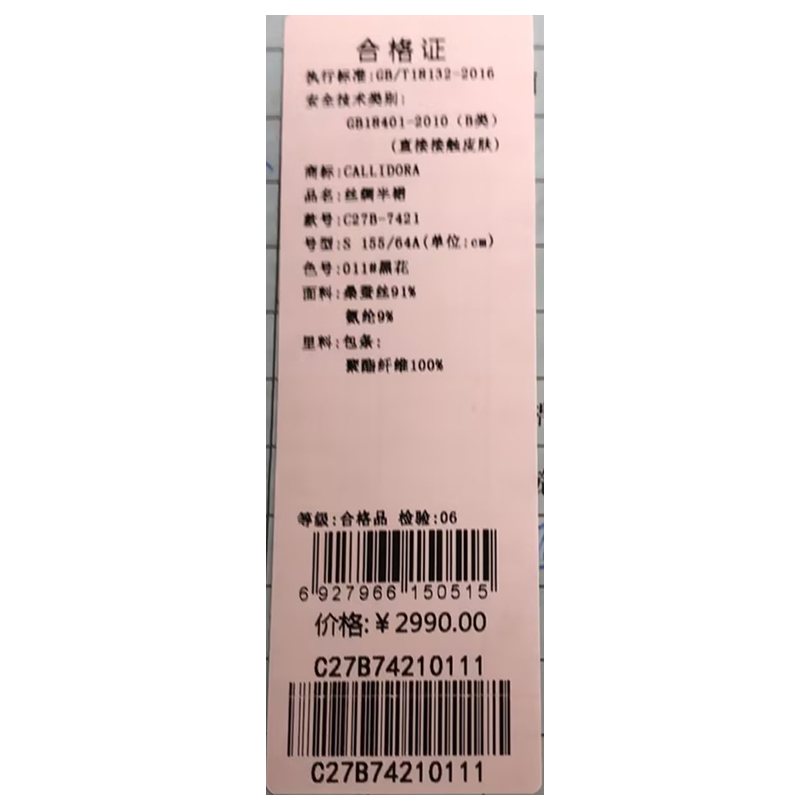 合格证
执行标准:GB/T18132-2016
安全技术类别:
GB18401-2010（B类）
（直接接触皮肤）
商标:CALLIDORA
品名:丝绸半裙
款号:C27B-7421
号型:S 155/64A(单位:cm)
色号:011#黑花
面料:桑蚕丝91%
氨纶9%
里料:包条:
聚酯纤维100%
等级:合格品 检验:06
6 927966 150515
价格:¥2990.00
C27B74210111
C27B74210111